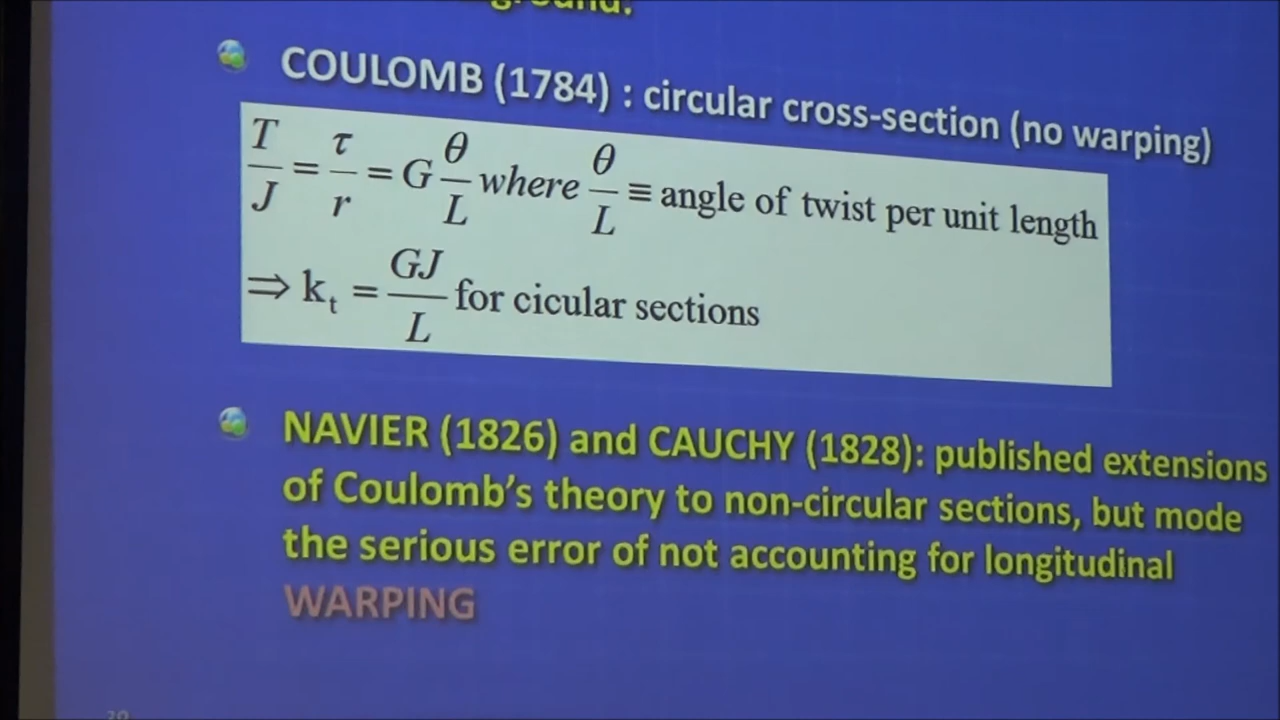 ground.
COULOMB (1784) : circular cross-section (no warping)
T/J = τ/r = G θ/L where θ/L ≡ angle of twist per unit length
⇒ k_t = GJ/L for cicular sections
NAVIER (1826) and CAUCHY (1828): published extensions
of Coulomb's theory to non-circular sections, but mode
the serious error of not accounting for longitudinal
WARPING